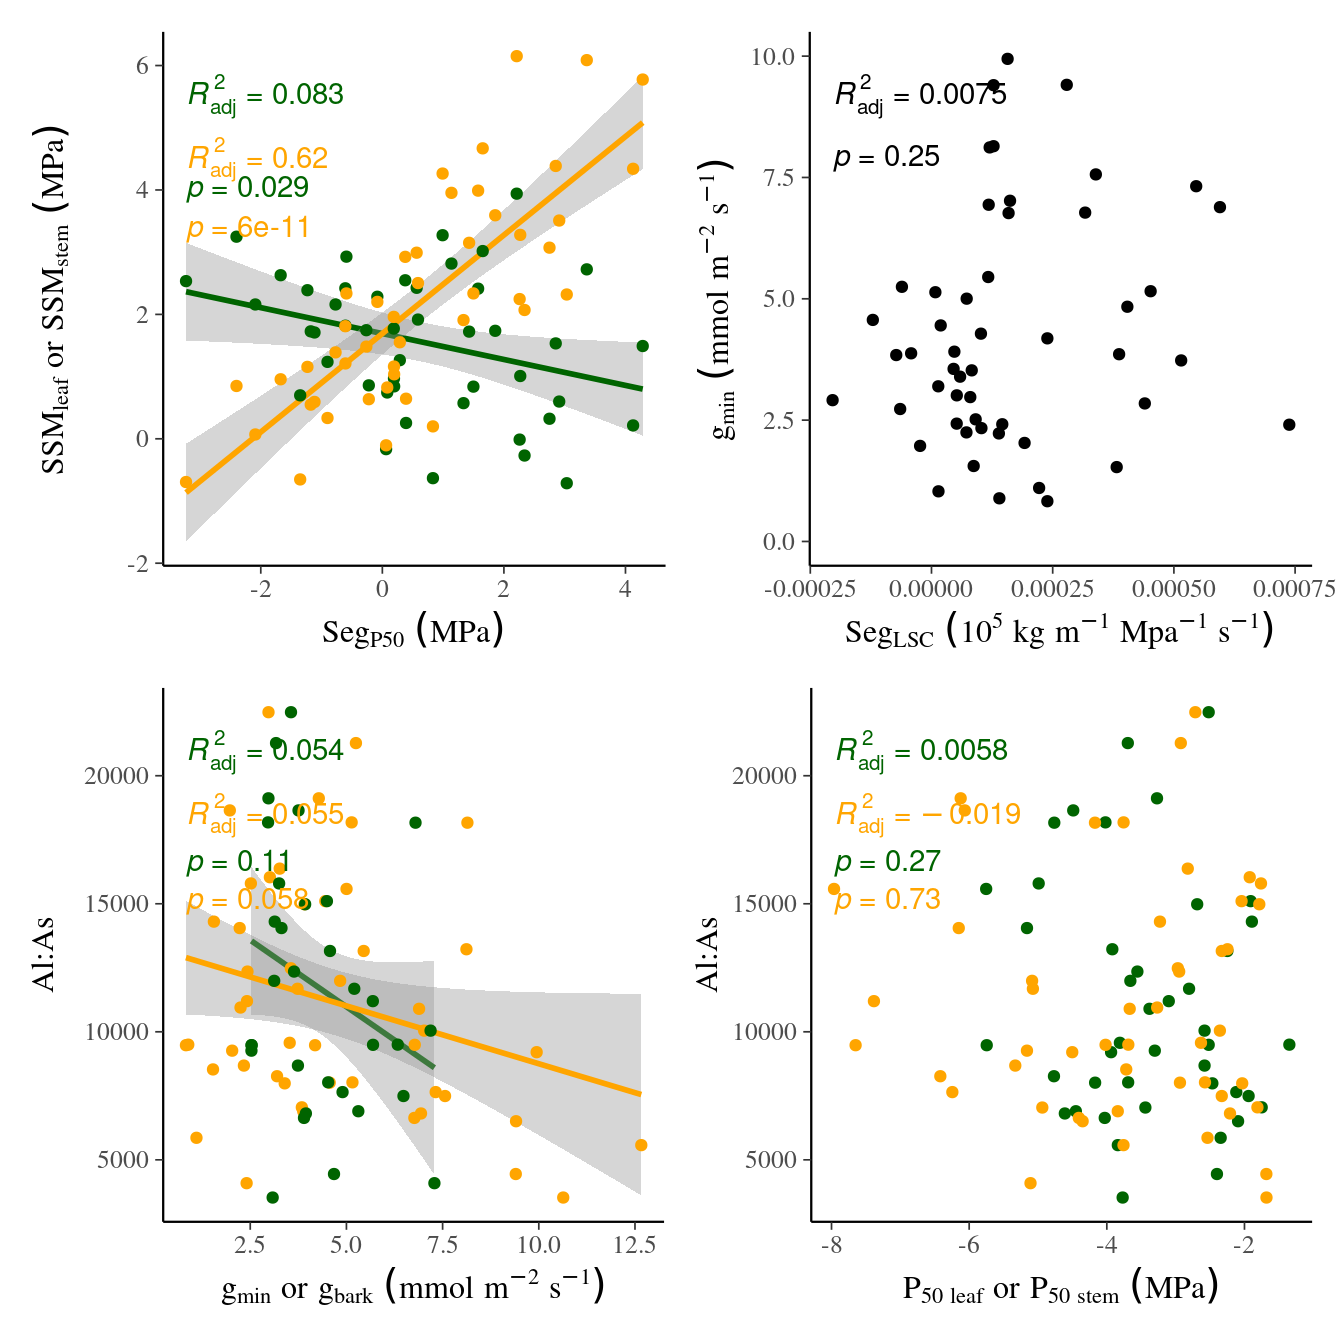 R²adj = 0.083
R²adj = 0.62
p = 0.029
p = 6e-11
6
4
2
0
-2
-2 0 2 4
SSMleaf or SSMstem (MPa)
SegP50 (MPa)
R²adj = 0.0075
p = 0.25
10.0
7.5
5.0
2.5
0.0
-0.00025 0.00000 0.00025 0.00050 0.00075
gmin (mmol m⁻² s⁻¹)
SegLSC (10⁵ kg m⁻¹ Mpa⁻¹ s⁻¹)
R²adj = 0.054
R²adj = 0.055
p = 0.11
p = 0.058
20000
15000
10000
5000
2.5 5.0 7.5 10.0 12.5
Al:As
gmin or gbark (mmol m⁻² s⁻¹)
R²adj = 0.0058
R²adj = −0.019
p = 0.27
p = 0.73
20000
15000
10000
5000
-8 -6 -4 -2
Al:As
P50 leaf or P50 stem (MPa)